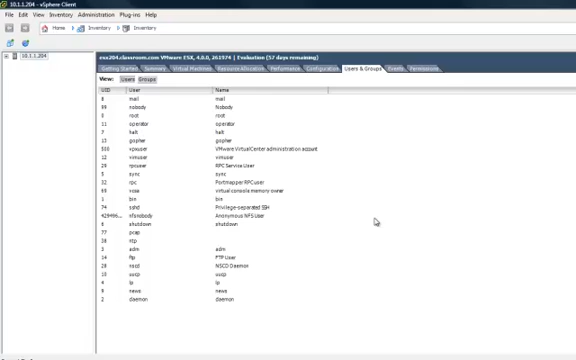 10.1.1.204 - vSphere Client
File Edit View Inventory Administration Plug-ins Help
Home Inventory Inventory
10.1.1.204
esx204.classroom.com VMware ESX, 4.0.0, 261974 | Evaluation (57 days remaining)
Getting Started Summary Virtual Machines Resource Allocation Performance Configuration Users & Groups Events Permissions
View: Users Groups
UID User Name
8 mail mail
99 nobody Nobody
0 root root
11 operator operator
7 halt halt
13 gopher gopher
500 vpxuser VMware VirtualCenter administration account
12 vimuser vimuser
29 rpcuser RPC Service User
5 sync sync
32 rpc Portmapper RPC user
69 vcsa virtual console memory owner
1 bin bin
74 sshd Privilege-separated SSH
429496... nfsnobody Anonymous NFS User
6 shutdown shutdown
77 pcap
38 ntp
3 adm adm
14 ftp FTP User
28 nscd NSCD Daemon
10 uucp uucp
4 lp lp
9 news news
2 daemon daemon